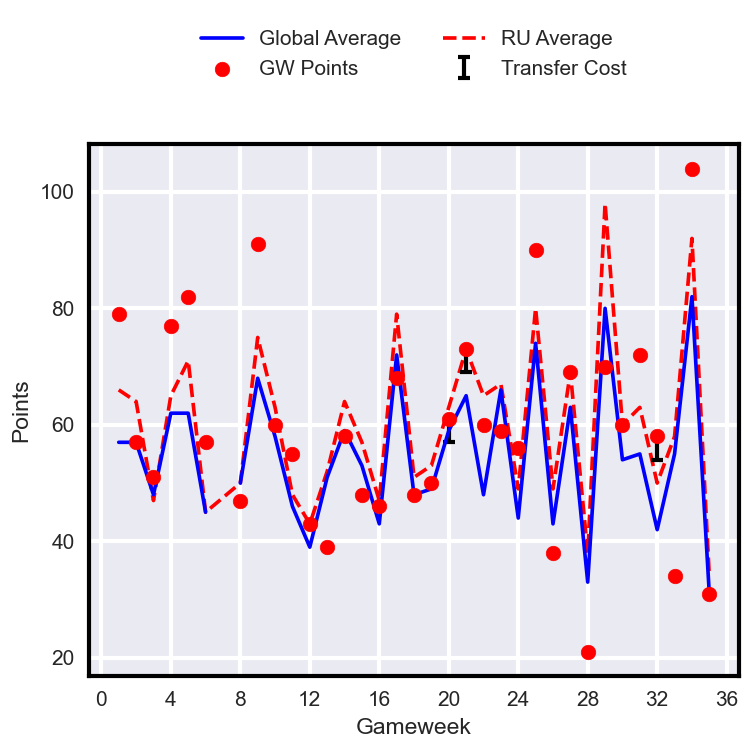 Global Average
RU Average
GW Points
Transfer Cost
100
80
60
40
20
Points
0 4 8 12 16 20 24 28 32 36
Gameweek